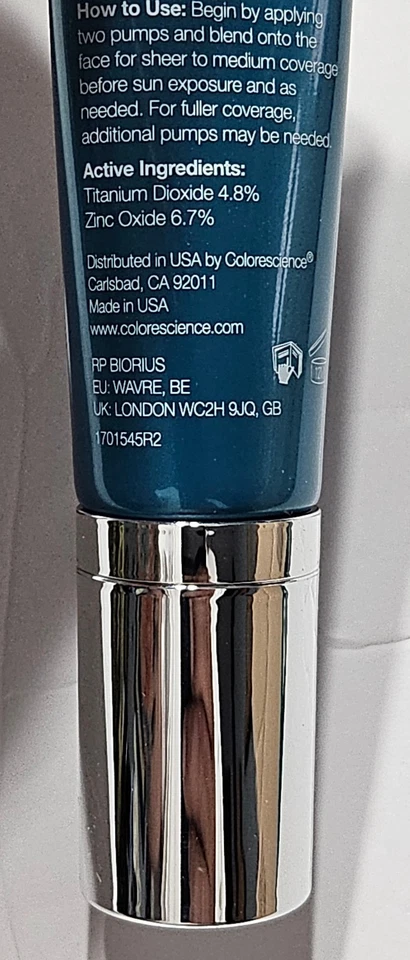 How to Use: Begin by applying
two pumps and blend onto the
face for sheer to medium coverage
before sun exposure and as
needed. For fuller coverage,
additional pumps may be needed.
Active Ingredients:
Titanium Dioxide 4.8%
Zinc Oxide 6.7%
Distributed in USA by Colorescience®
Carlsbad, CA 92011
Made in USA
www.colorescience.com
RP BIORIUS
EU: WAVRE, BE
UK: LONDON WC2H 9JQ, GB
1701545R2